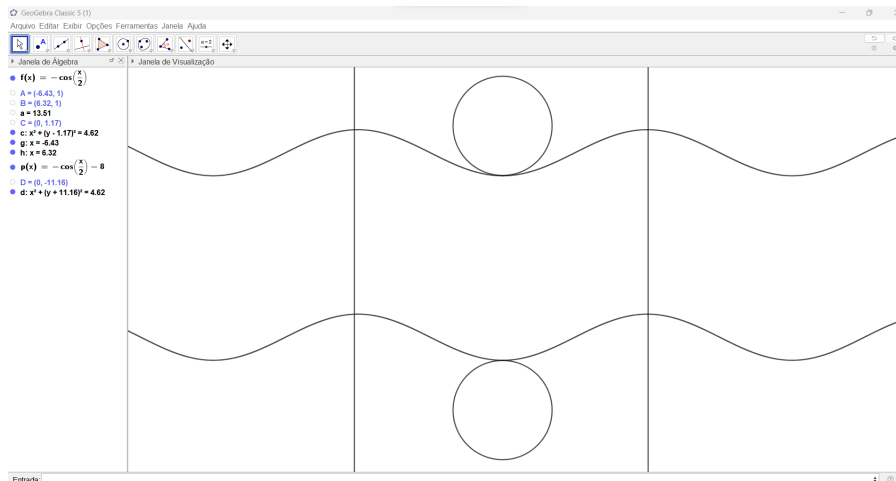 GeoGebra Classic 5 (1)
Arquivo Editar Exibir Opções Ferramentas Janela Ajuda
A
a=2
Janela de Álgebra
Janela de Visualização
f(x) = −cos(x/2)
A = (-6.43, 1)
B = (6.32, 1)
a = 13.51
C = (0, 1.17)
c: x² + (y - 1.17)² = 4.62
g: x = -6.43
h: x = 6.32
p(x) = −cos(x/2) − 8
D = (0, -11.16)
d: x² + (y + 11.16)² = 4.62
Entrada: